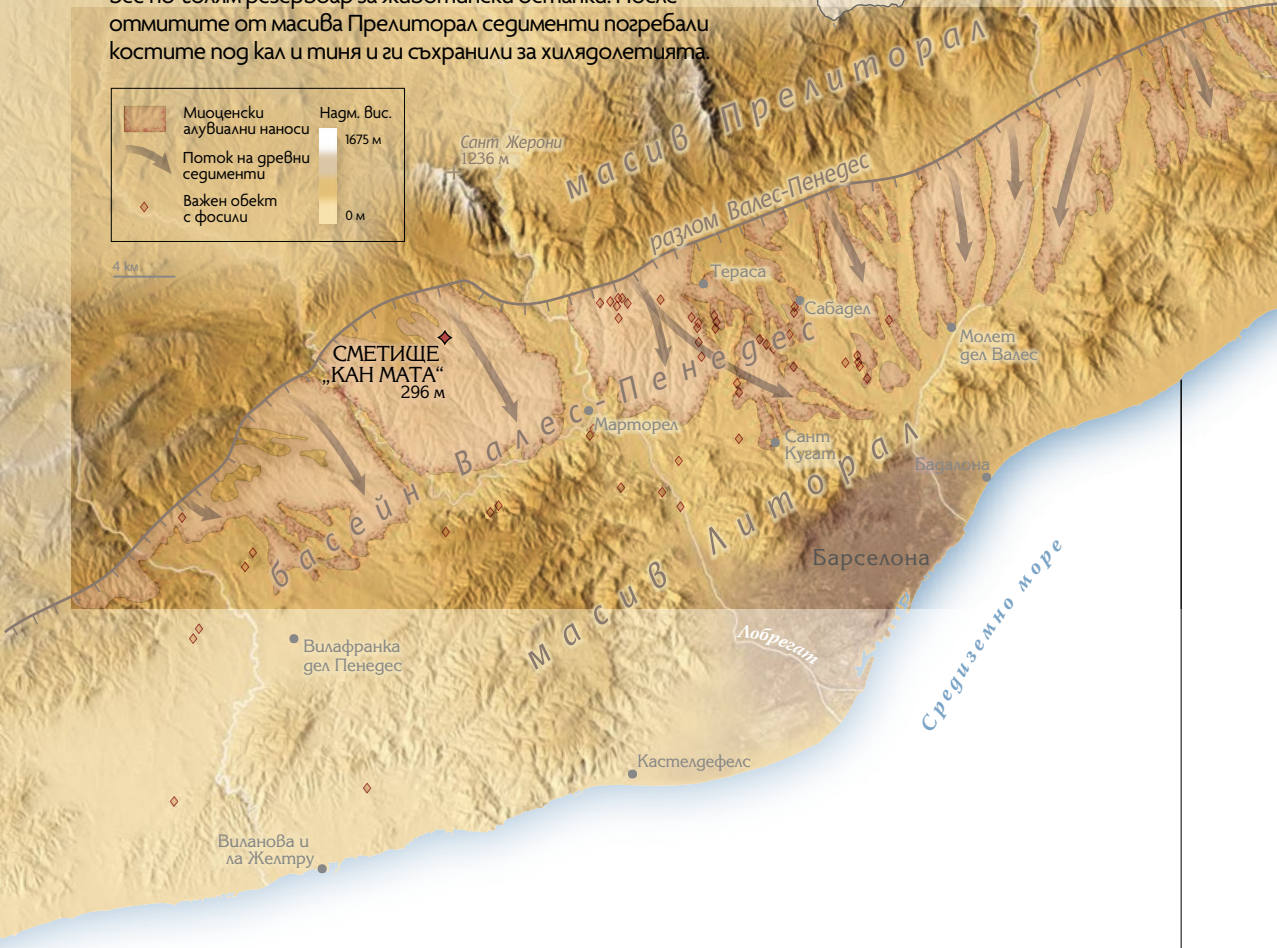 отмитите от масива Прелиторал седименти погребали
костите под кал и тиня и ги съхранили за хилядолетията.
Миоценски
алувиални наноси
Поток на древни
седименти
Важен обект
с фосили
Надм. вис.
1675 м
0 м
4 км
Сант Жерони
1236 м
масив Прелиторал
разлом Валес-Пенедес
Тераса
Сабадел
Молет
дел Валес
СМЕТИЩЕ
„КАН МАТА“
296 м
басейн Валес-Пенедес
Марторел
Сант
Кугат
Бадалона
масив Литорал
Барселона
Средиземно море
Лобрегат
Вилафранка
дел Пенедес
Кастелдефелс
Виланова и
ла Желтру